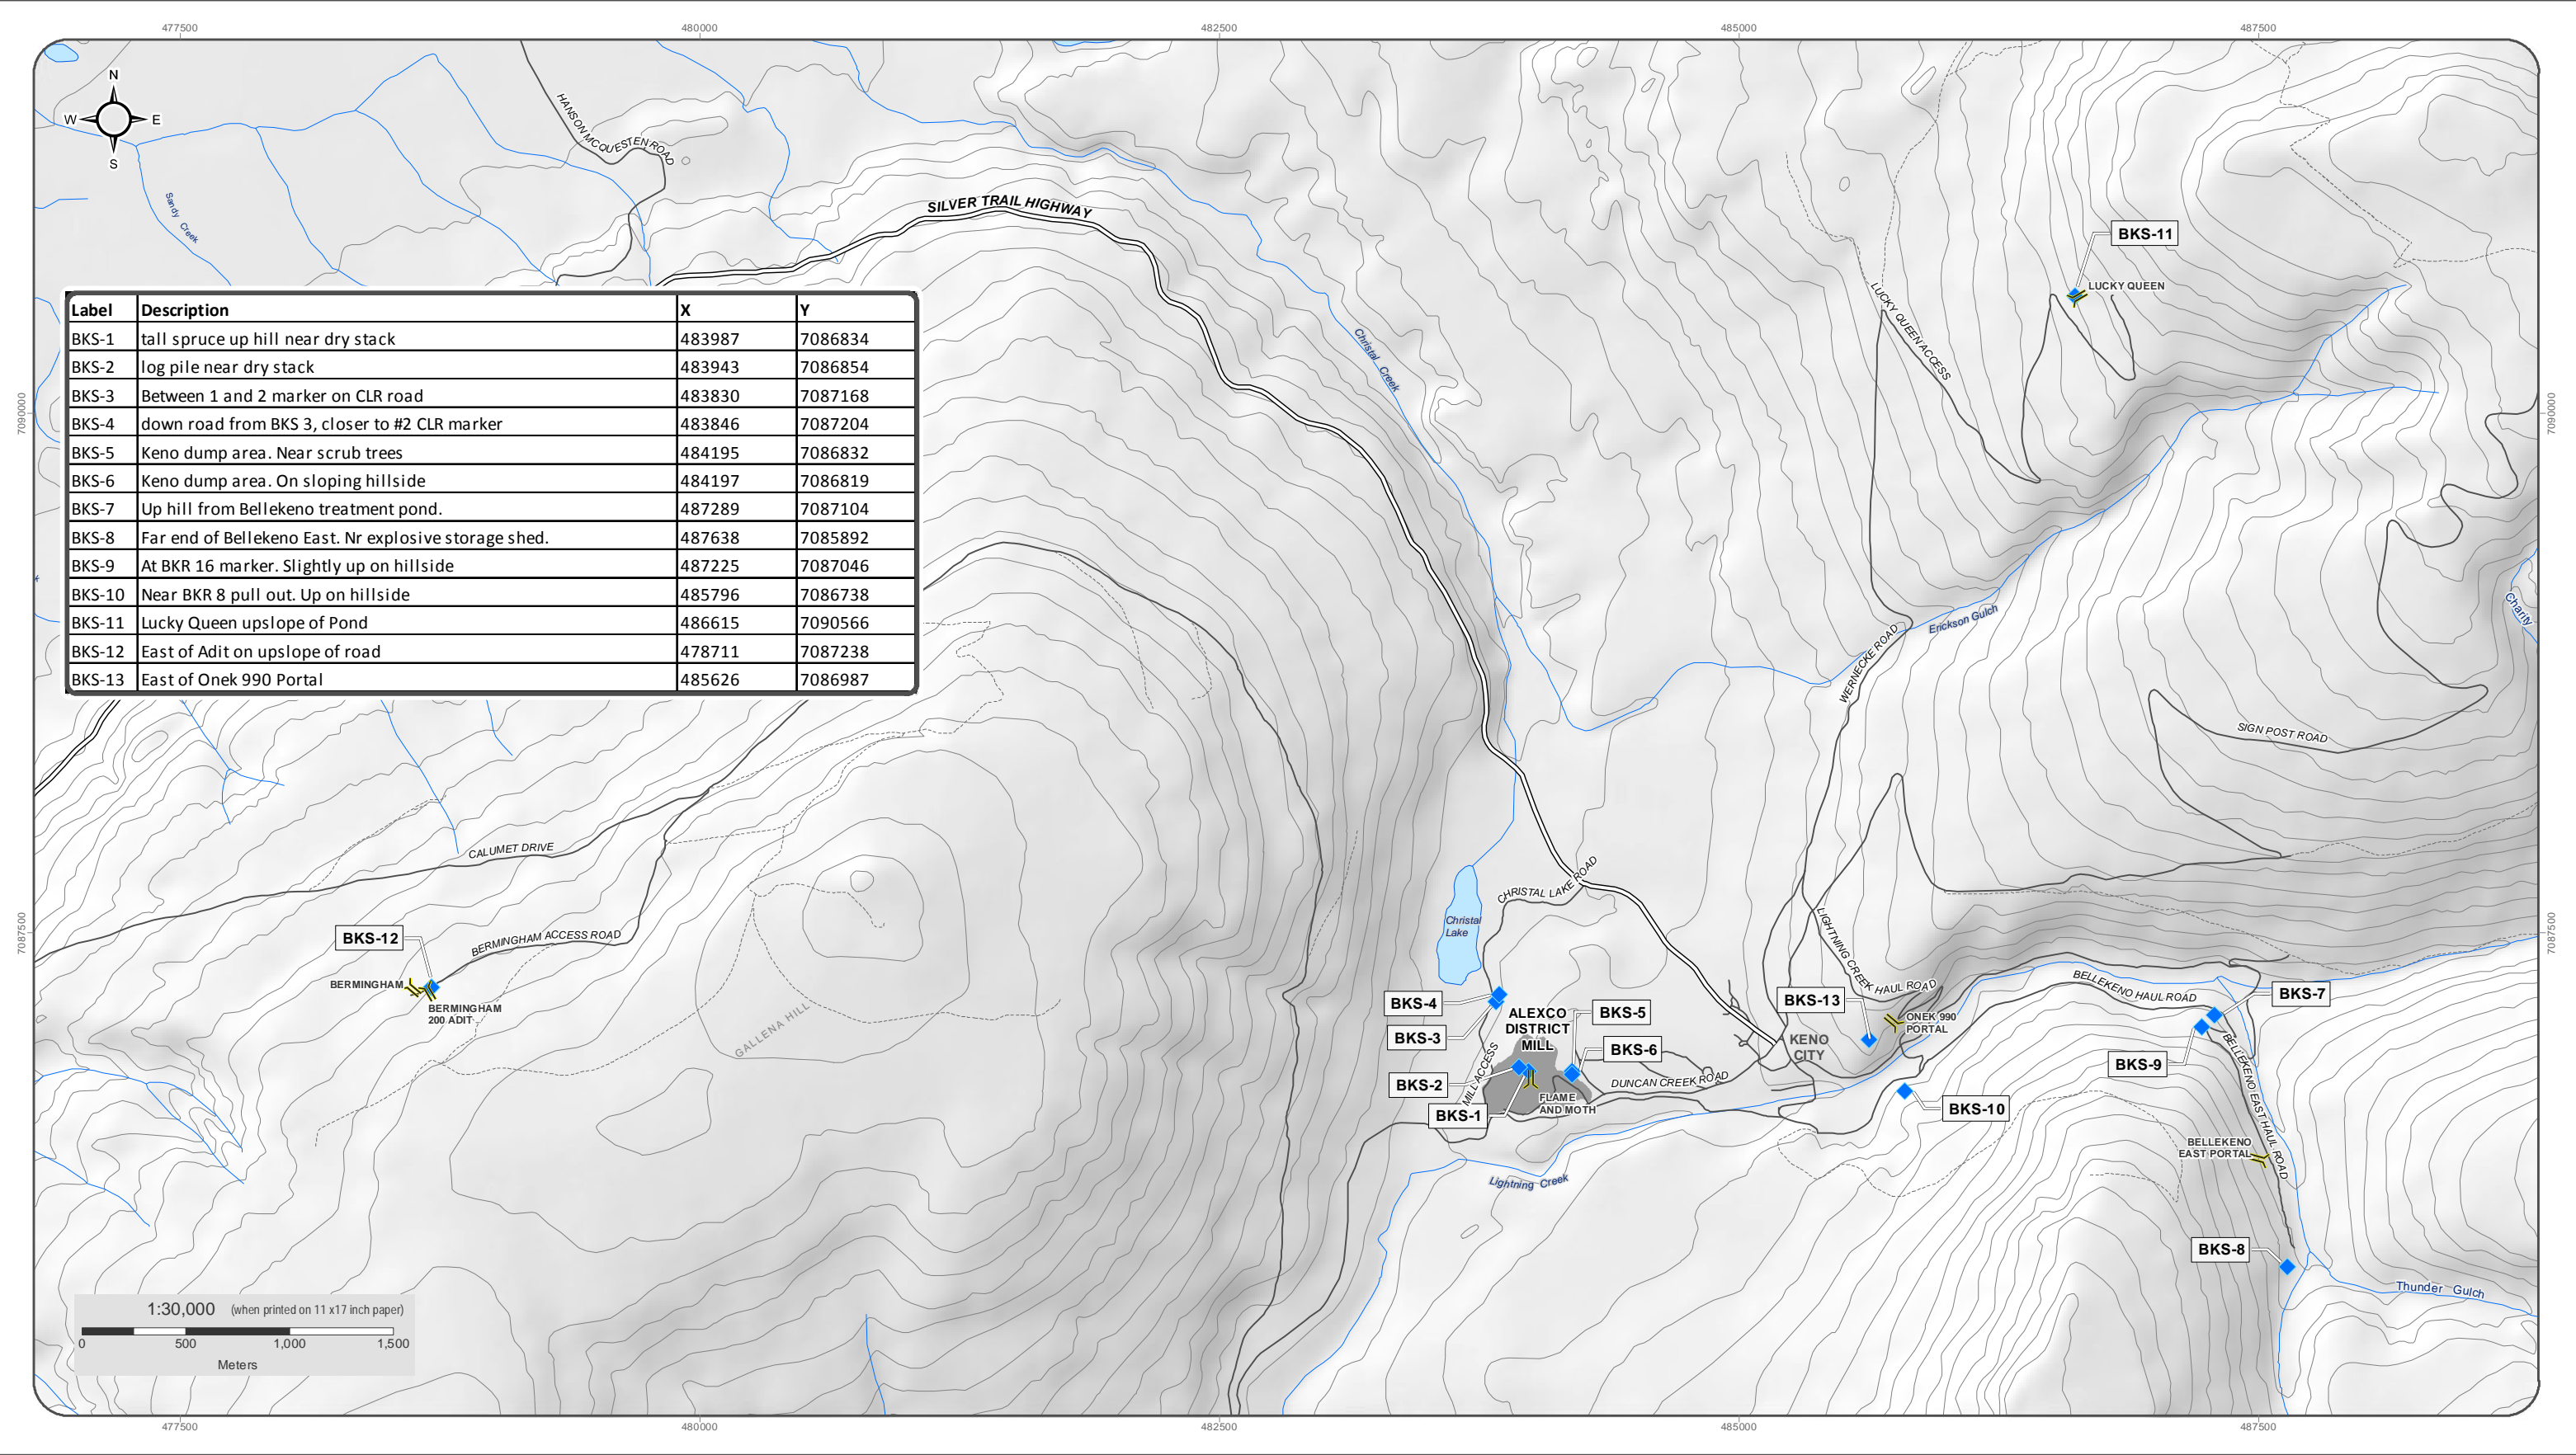 477500 480000 482500 485000 487500
N
W E
S
HANSON MCQUESTEN ROAD
Sandy Creek
SILVER TRAIL HIGHWAY
BKS-11
LUCKY QUEEN
LUCKY QUEEN ACCESS
Christal Creek
Label Description X Y
BKS-1 tall spruce up hill near dry stack 483987 7086834
BKS-2 log pile near dry stack 483943 7086854
BKS-3 Between 1 and 2 marker on CLR road 483830 7087168
BKS-4 down road from BKS 3, closer to #2 CLR marker 483846 7087204
BKS-5 Keno dump area. Near scrub trees 484195 7086832
BKS-6 Keno dump area. On sloping hillside 484197 7086819
BKS-7 Up hill from Bellekeno treatment pond. 487289 7087104
BKS-8 Far end of Bellekeno East. Nr explosive storage shed. 487638 7085892
BKS-9 At BKR 16 marker. Slightly up on hillside 487225 7087046
BKS-10 Near BKR 8 pull out. Up on hillside 485796 7086738
BKS-11 Lucky Queen upslope of Pond 486615 7090566
BKS-12 East of Adit on upslope of road 478711 7087238
BKS-13 East of Onek 990 Portal 485626 7086987
7090000 7090000
Erickson Gulch
Charity
WERNECKE ROAD
SIGN POST ROAD
CALUMET DRIVE
CHRISTAL LAKE ROAD
Christal
Lake
7087500 7087500
BKS-12
BERMINGHAM ACCESS ROAD
BERMINGHAM
BERMINGHAM
200 ADIT
GALLENA HILL
LIGHTNING CREEK HAUL ROAD
BELLEKENO HAUL ROAD
BKS-4
BKS-3
ALEXCO
DISTRICT
MILL
BKS-5
BKS-6
BKS-13
ONEK 990
PORTAL
KENO
CITY
BKS-7
BKS-9
BELLEKENO EAST HAUL ROAD
MILL ACCESS
BKS-2
BKS-1
FLAME
AND MOTH
DUNCAN CREEK ROAD
BKS-10
BELLEKENO
EAST PORTAL
Lightning Creek
BKS-8
Thunder Gulch
1:30,000 (when printed on 11 x17 inch paper)
0 500 1,000 1,500
Meters
477500 480000 482500 485000 487500